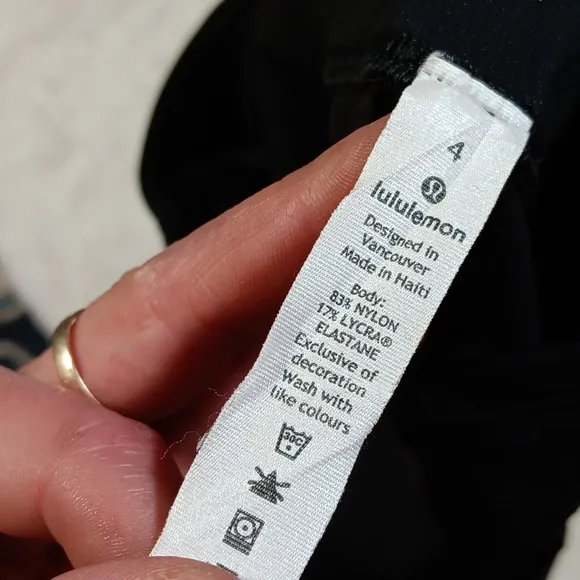 4
lululemon
Designed in
Vancouver
Made in Haiti
Body:
83% NYLON
17% LYCRA®
ELASTANE
Exclusive of
decoration
Wash with
like colours
30C